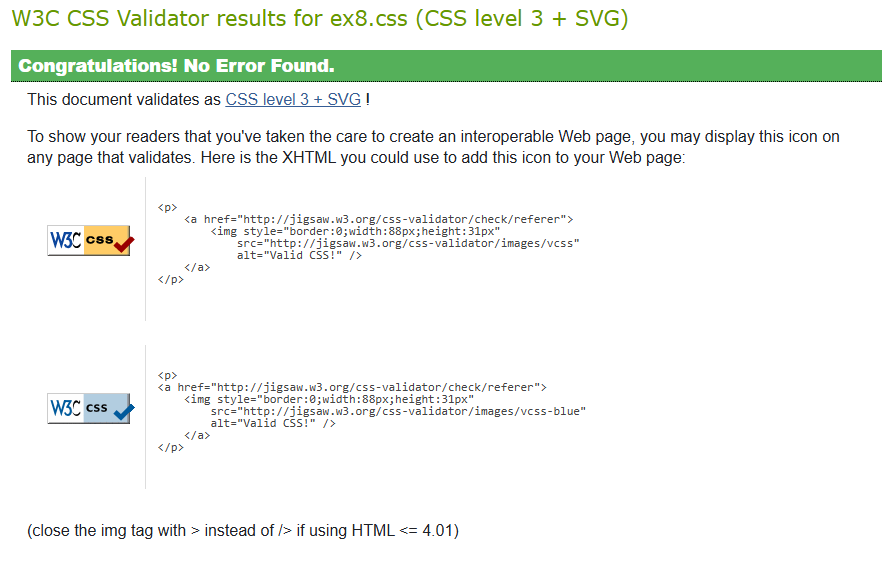 W3C CSS Validator results for ex8.css (CSS level 3 + SVG)
Congratulations! No Error Found.
This document validates as CSS level 3 + SVG !
To show your readers that you've taken the care to create an interoperable Web page, you may display this icon on
any page that validates. Here is the XHTML you could use to add this icon to your Web page:
W3C css
<p>
    <a href="http://jigsaw.w3.org/css-validator/check/referer">
        <img style="border:0;width:88px;height:31px"
            src="http://jigsaw.w3.org/css-validator/images/vcss"
            alt="Valid CSS!" />
    </a>
</p>
W3C css
<p>
<a href="http://jigsaw.w3.org/css-validator/check/referer">
    <img style="border:0;width:88px;height:31px"
        src="http://jigsaw.w3.org/css-validator/images/vcss-blue"
        alt="Valid CSS!" />
    </a>
</p>
(close the img tag with > instead of /> if using HTML <= 4.01)